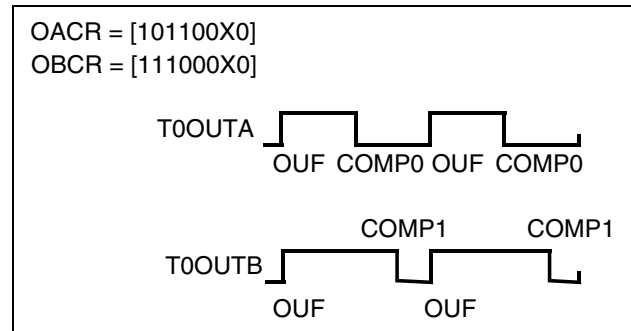 OACR = [101100X0]
OBCR = [111000X0]
T0OUTA
OUF COMP0 OUF COMP0
COMP1 COMP1
T0OUTB
OUF OUF